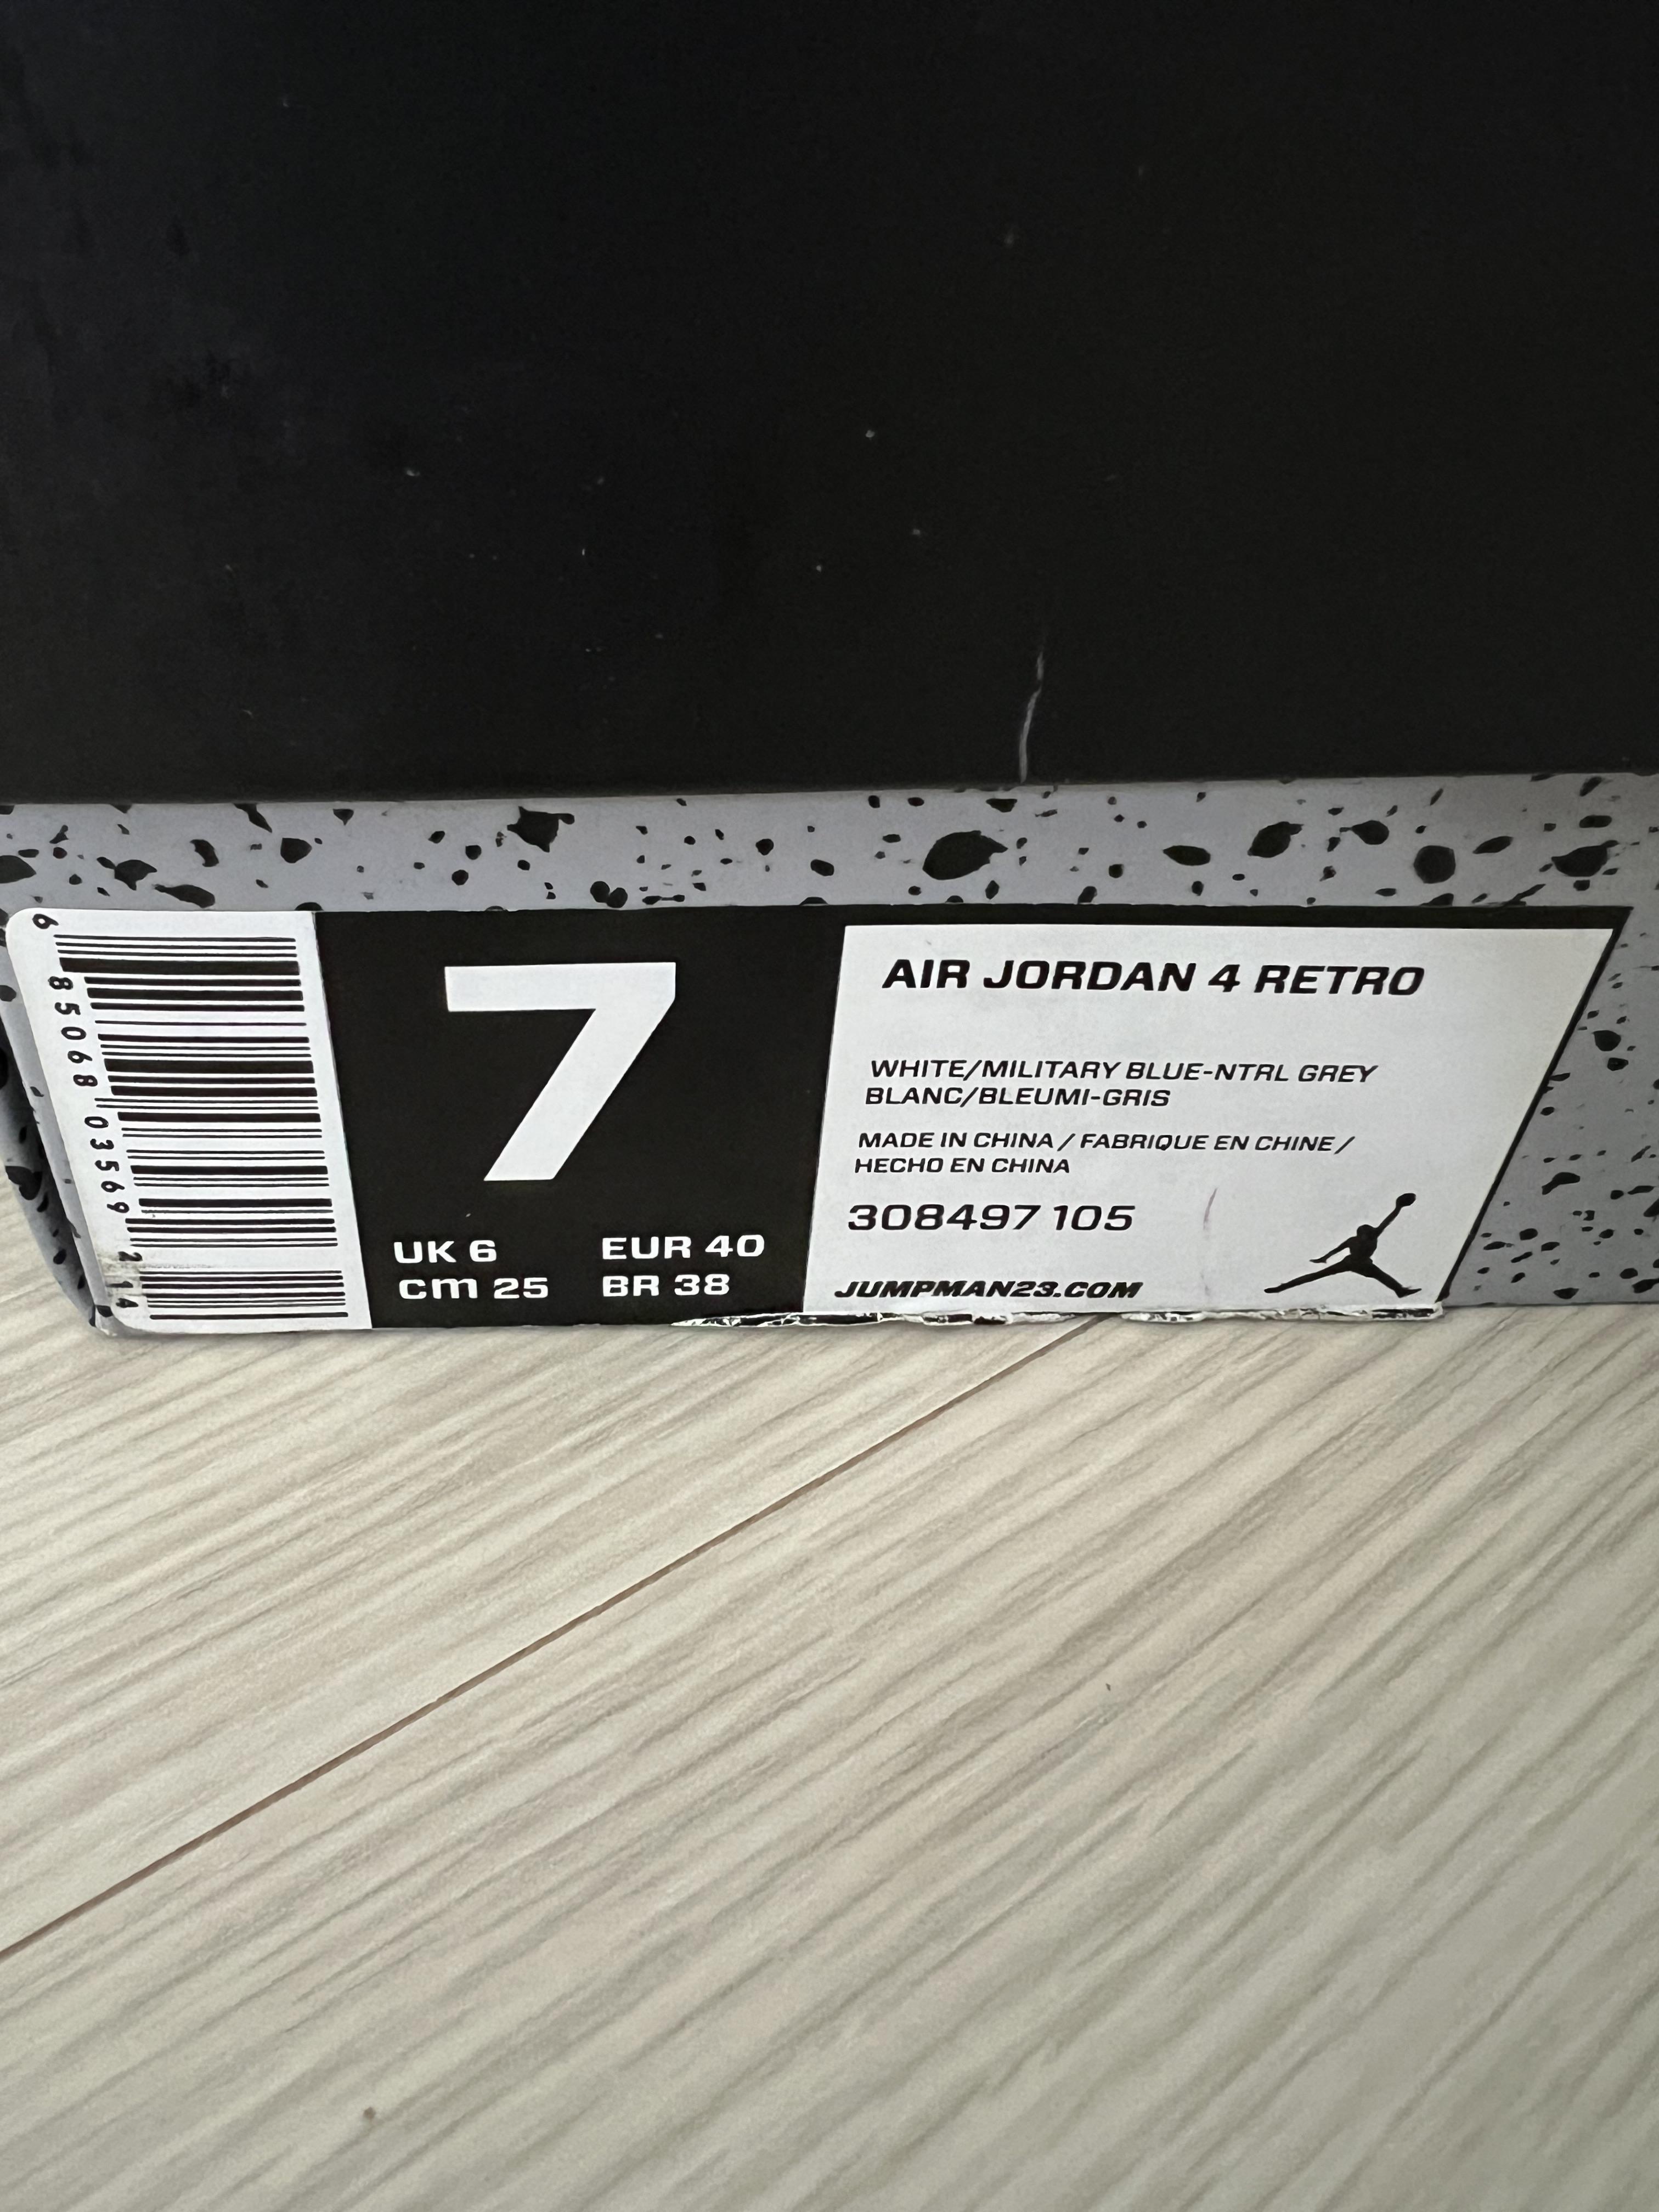 6 85068 03569 2 14
7
UK 6 EUR 40
cm 25 BR 38
AIR JORDAN 4 RETRO
WHITE/MILITARY BLUE-NTRL GREY
BLANC/BLEUMI-GRIS
MADE IN CHINA / FABRIQUE EN CHINE /
HECHO EN CHINA
308497 105
JUMPMAN23.COM